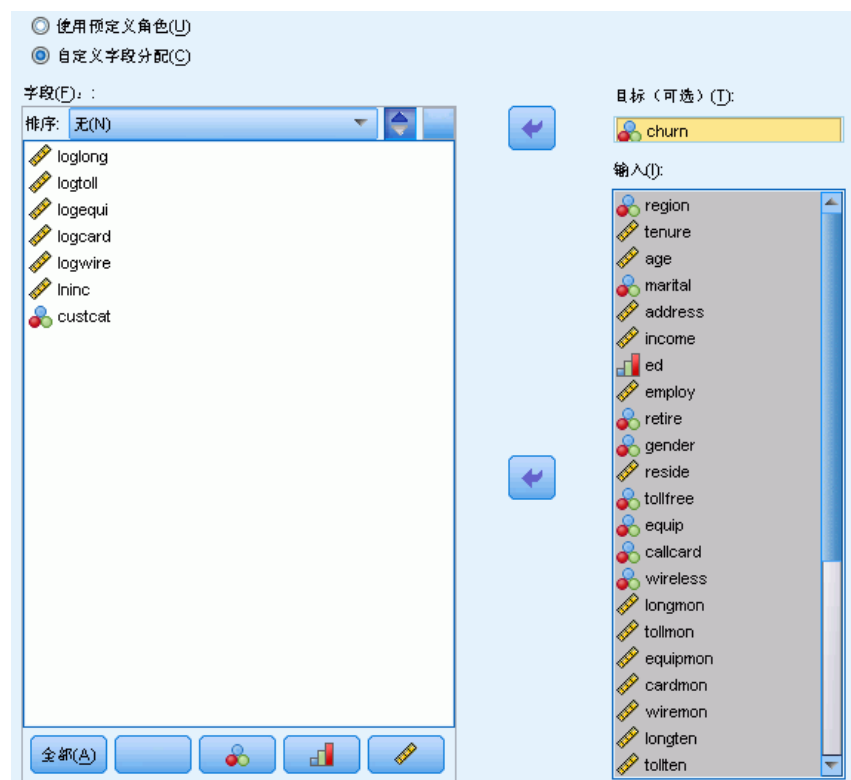 使用预定义角色(U)
自定义字段分配(C)
字段(F):：
排序: 无(N)
loglong
logtoll
logequi
logcard
logwire
lninc
custcat
全部(A)
目标（可选）(T):
churn
输入(I):
region
tenure
age
marital
address
income
ed
employ
retire
gender
reside
tollfree
equip
callcard
wireless
longmon
tollmon
equipmon
cardmon
wiremon
longten
tollten